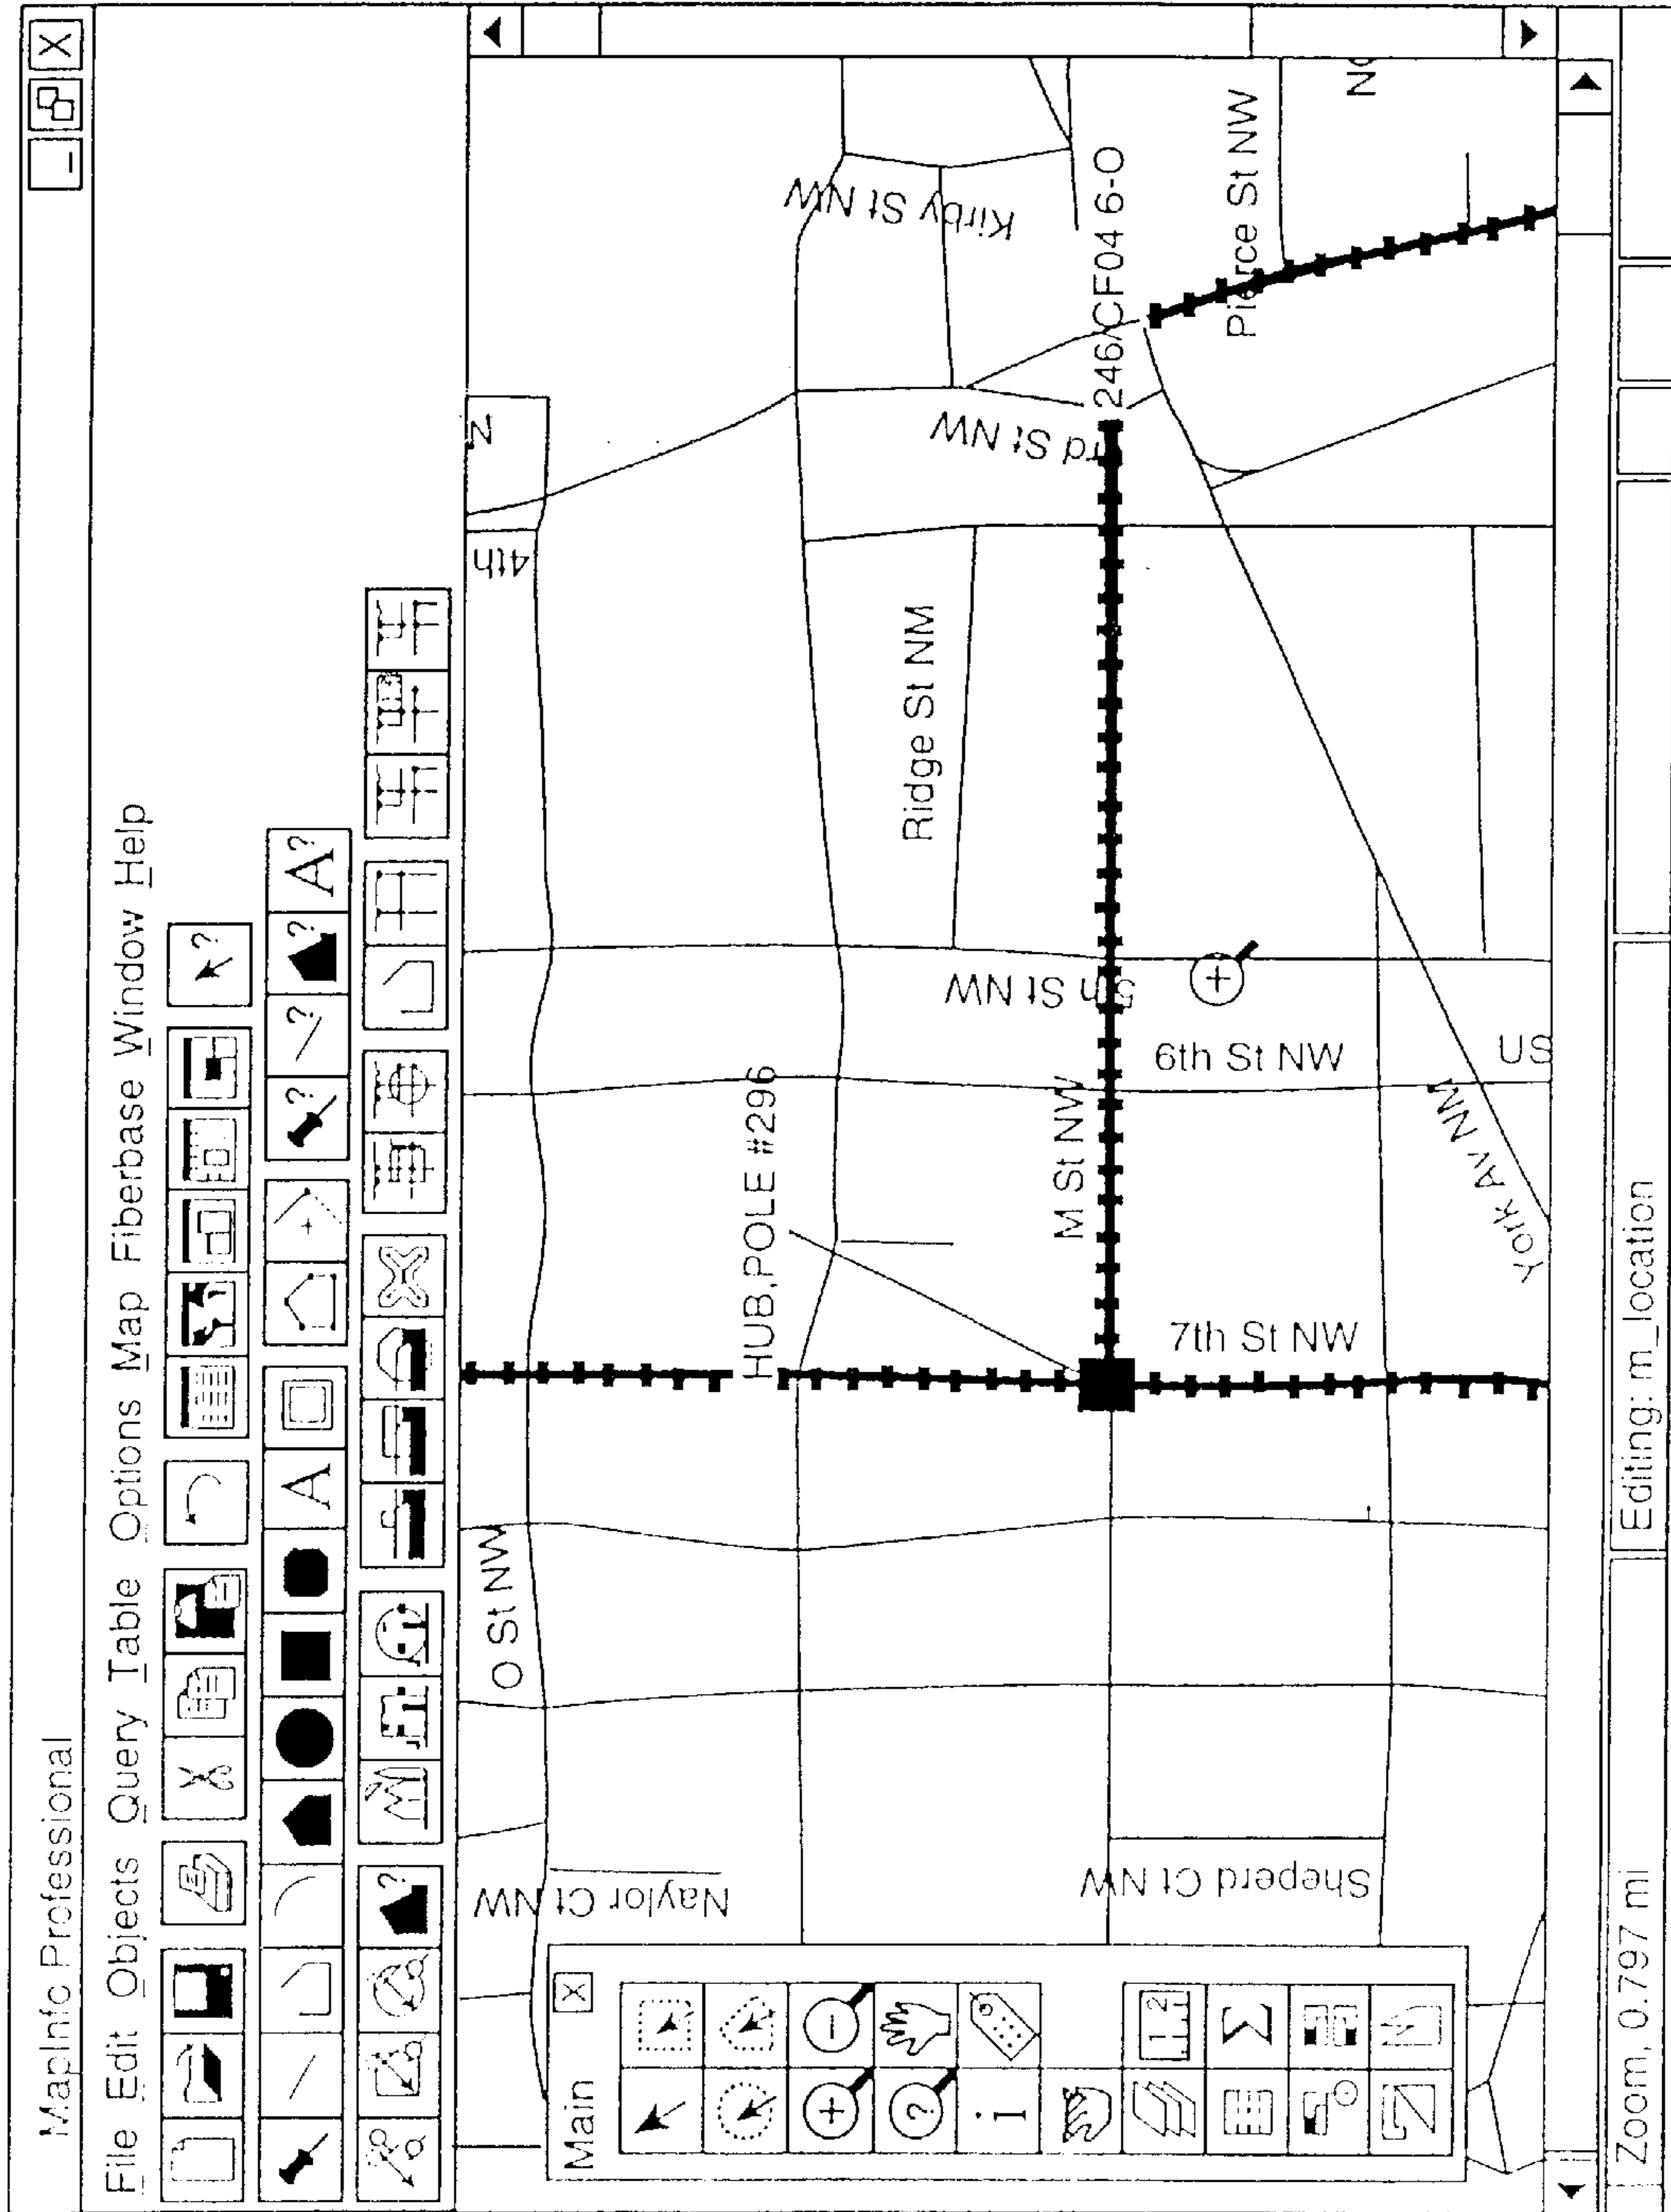 MapInfo Professional
File Edit Objects Query Table Options Map Fiberbase Window Help
A
?
?
?
A?
?
?
Main
1 2
?
i
Σ
O St NW
4th
N
Naylor Ct NW
HUB,POLE #296
Ridge St NM
Kirby St NW
5th St NW
rd St NW
M St NW
246/CF04 6-O
Sheperd Ct NW
7th St NW
6th St NW
Pierce St NW
York Av NM
US
Zoom, 0.797 mi
Editing: m_location